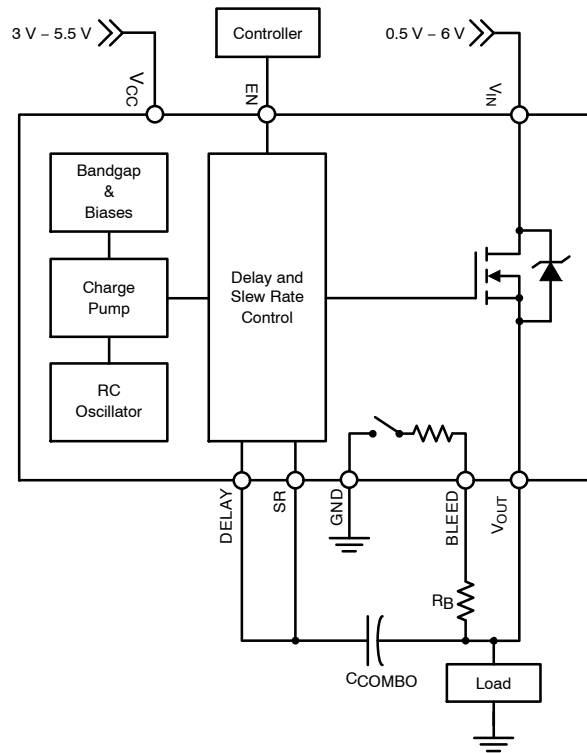 3 V – 5.5 V
Controller
0.5 V – 6 V
VCC
EN
VIN
Bandgap
&
Biases
Charge
Pump
RC
Oscillator
Delay and
Slew Rate
Control
DELAY
SR
GND
BLEED
VOUT
RB
CCOMBO
Load